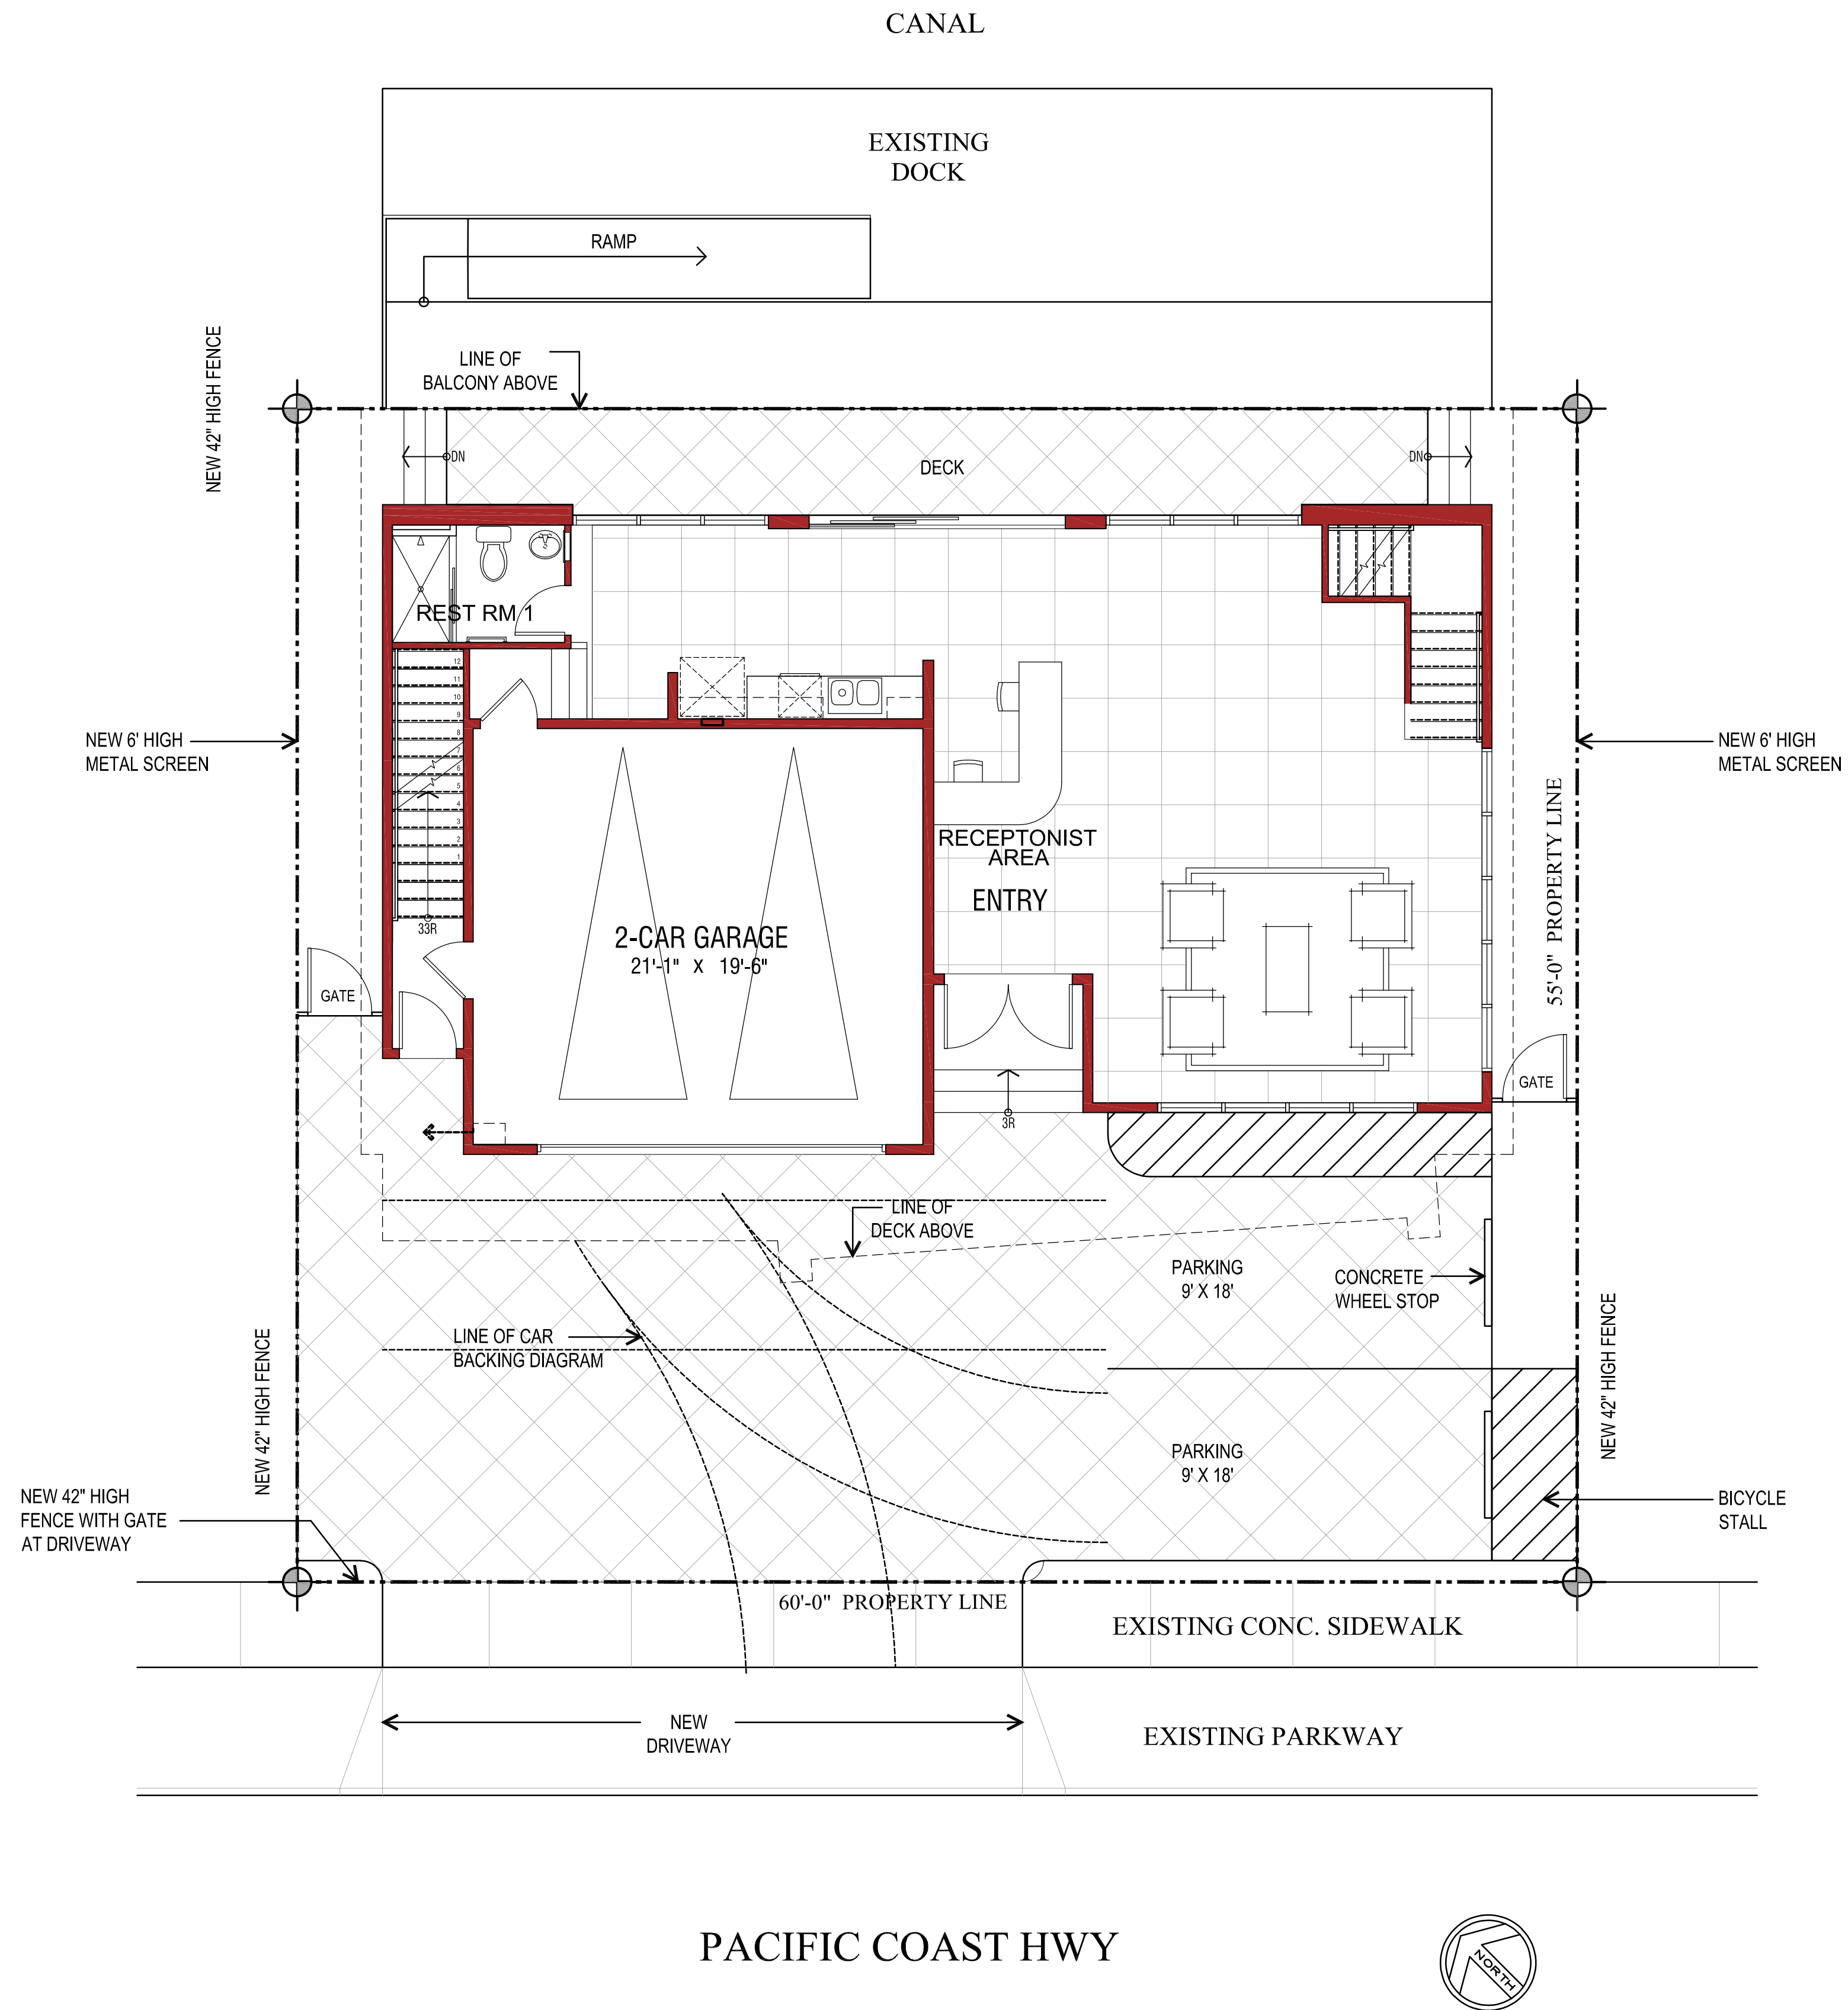 CANAL
EXISTING
DOCK
RAMP
NEW 42" HIGH FENCE
LINE OF
BALCONY ABOVE
DN
DECK
DN
REST RM 1
12
11
10
9
8
7
6
5
4
3
2
1
33R
NEW 6' HIGH
METAL SCREEN
NEW 6' HIGH
METAL SCREEN
55'-0" PROPERTY LINE
RECEPTONIST
AREA
ENTRY
2-CAR GARAGE
21'-1" X 19'-6"
GATE
GATE
3R
LINE OF
DECK ABOVE
PARKING
9' X 18'
CONCRETE
WHEEL STOP
LINE OF CAR
BACKING DIAGRAM
NEW 42" HIGH FENCE
NEW 42" HIGH FENCE
PARKING
9' X 18'
NEW 42" HIGH
FENCE WITH GATE
AT DRIVEWAY
BICYCLE
STALL
60'-0" PROPERTY LINE
EXISTING CONC. SIDEWALK
NEW
DRIVEWAY
EXISTING PARKWAY
PACIFIC COAST HWY
NORTH